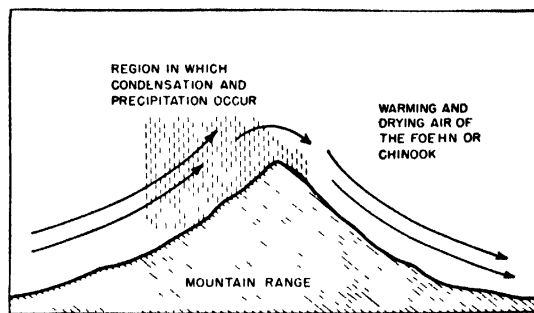 REGION IN WHICH
CONDENSATION AND
PRECIPITATION OCCUR
WARMING AND
DRYING AIR OF
THE FOEHN OR
CHINOOK
MOUNTAIN RANGE